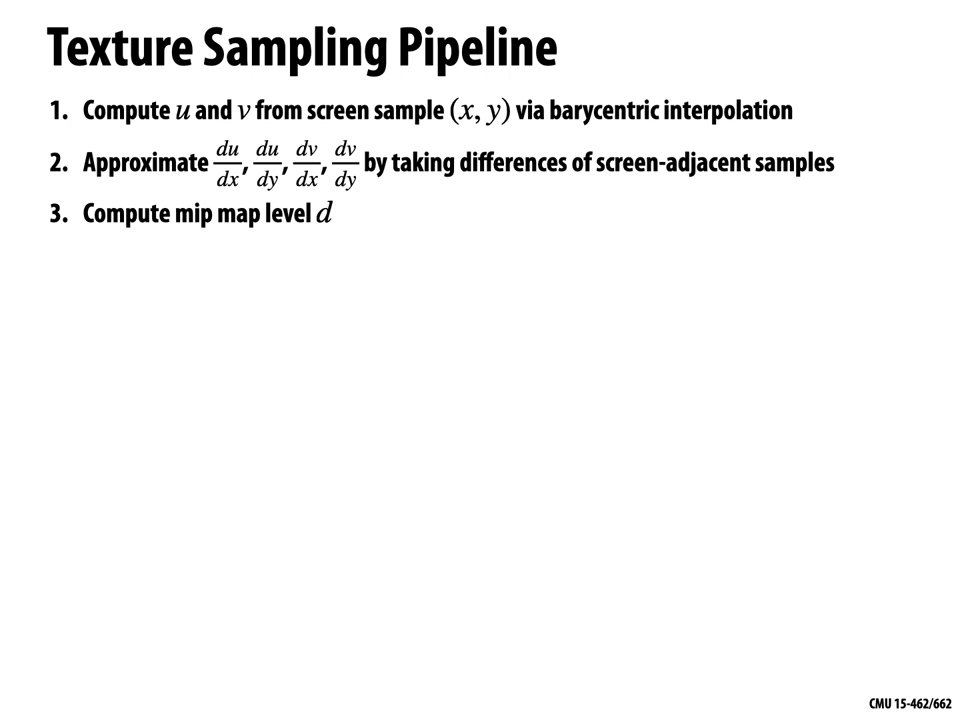 Texture Sampling Pipeline
1. Compute u and v from screen sample (x, y) via barycentric interpolation
2. Approximate du/dx, du/dy, dv/dx, dv/dy by taking differences of screen-adjacent samples
3. Compute mip map level d
CMU 15-462/662